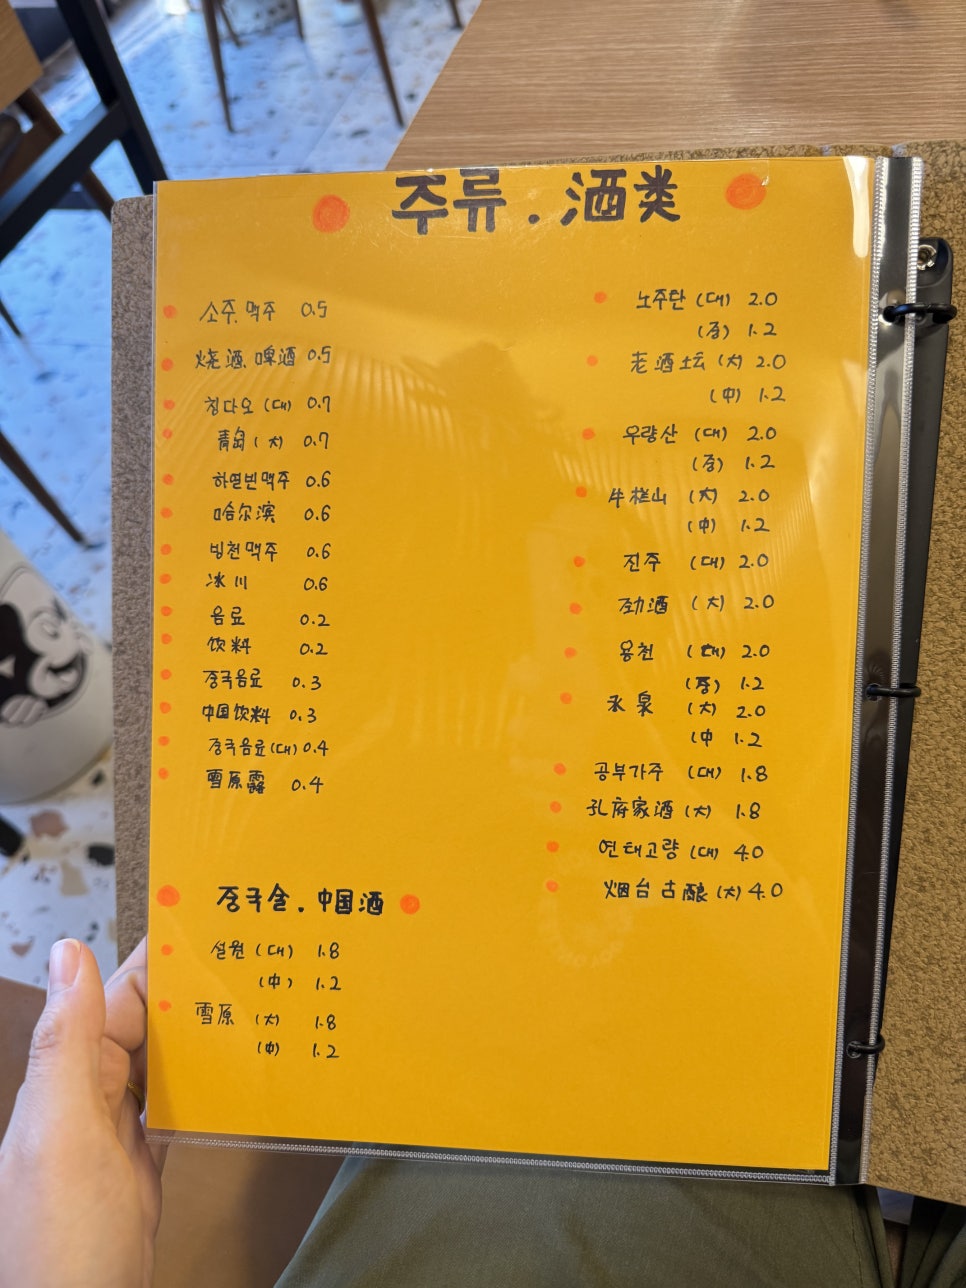 주류 . 酒类
소주, 맥주 0.5
烧酒, 啤酒 0.5
칭다오 (대) 0.7
青岛 (大) 0.7
하얼빈맥주 0.6
哈尔滨 0.6
빙천맥주 0.6
冰川 0.6
음료 0.2
饮料 0.2
중국음료 0.3
中国饮料 0.3
중국음료 (대) 0.4
雪原露 0.4
중국술 . 中国酒
설원 (대) 1.8
(中) 1.2
雪原 (大) 1.8
(中) 1.2
노주탄 (대) 2.0
(중) 1.2
老酒坛 (大) 2.0
(中) 1.2
우량산 (대) 2.0
(중) 1.2
牛栏山 (大) 2.0
(中) 1.2
진주 (대) 2.0
劲酒 (大) 2.0
용천 (대) 2.0
(중) 1.2
泉 (大) 2.0
(中 1.2
공부가주 (대) 1.8
孔府家酒 (大) 1.8
연태고량 (대) 4.0
烟台古酿 (大) 4.0